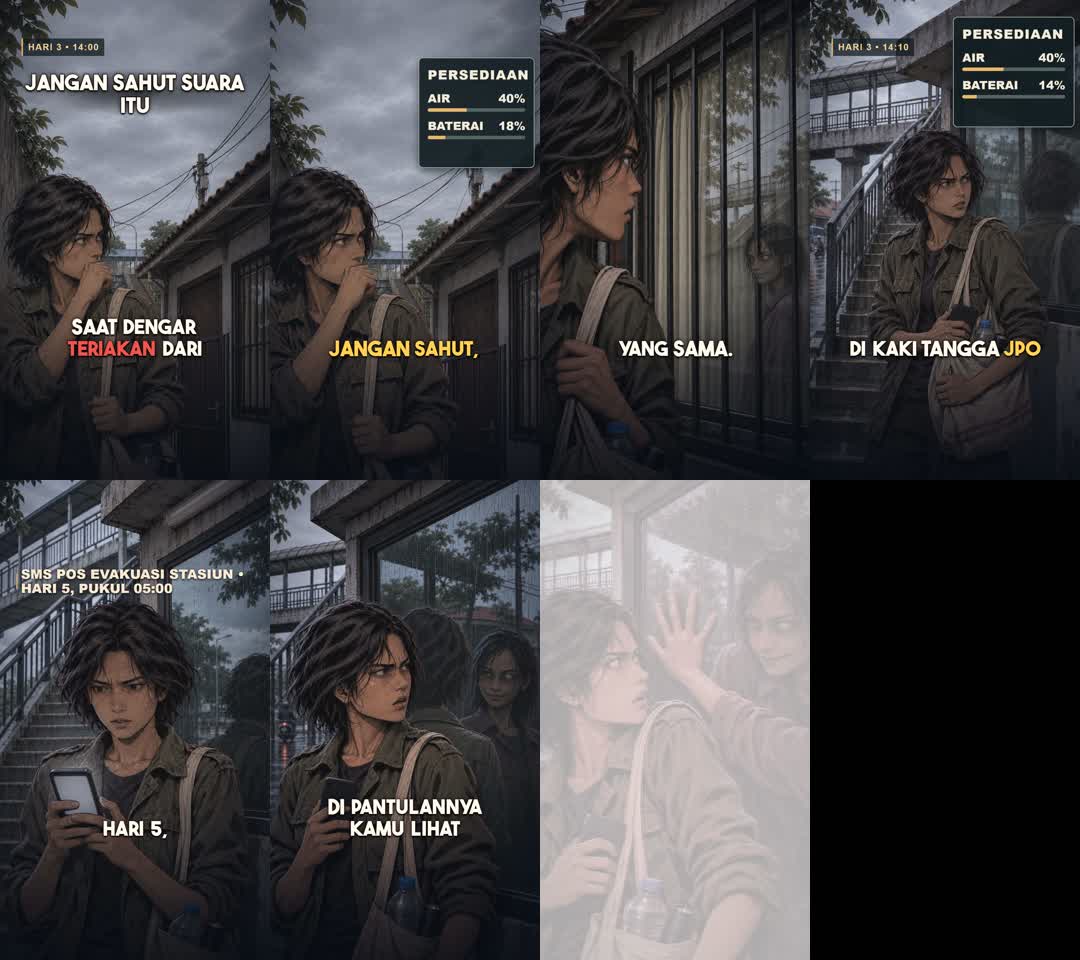 HARI 3 • 14:00
JANGAN SAHUT SUARA
ITU
SAAT DENGAR
TERIAKAN DARI
PERSEDIAAN
AIR 40%
BATERAI 18%
JANGAN SAHUT,
YANG SAMA.
HARI 3 • 14:10
PERSEDIAAN
AIR 40%
BATERAI 14%
DI KAKI TANGGA JPO
SMS POS EVAKUASI STASIUN •
HARI 5, PUKUL 05:00
HARI 5,
DI PANTULANNYA
KAMU LIHAT